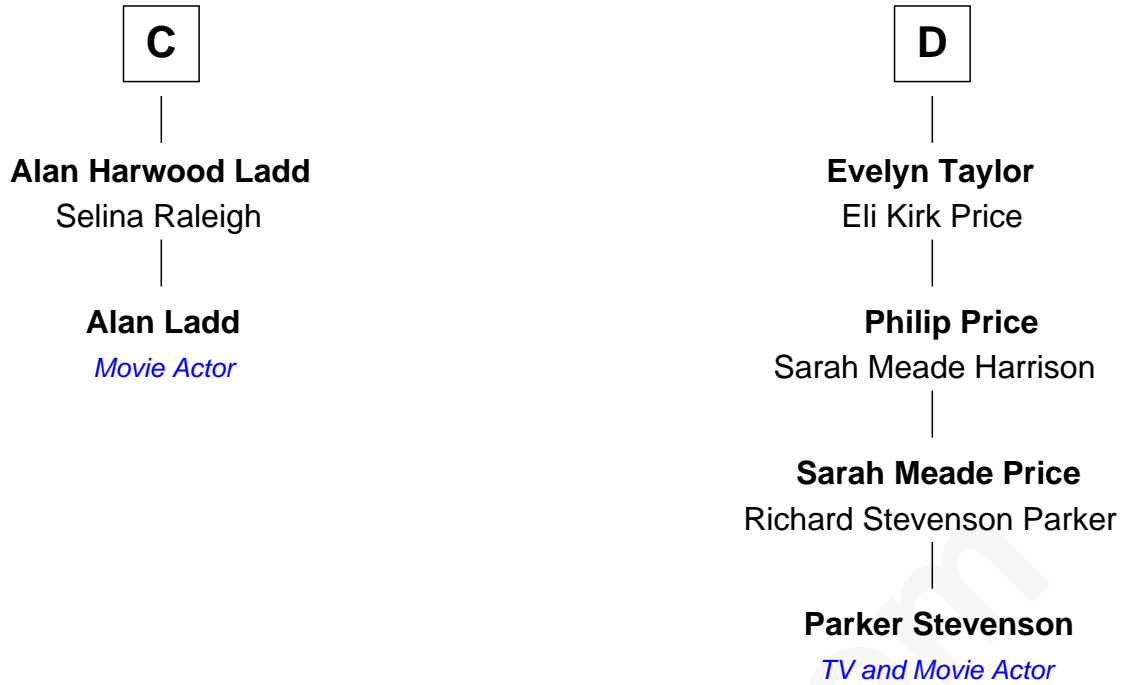 C
Alan Harwood Ladd
Selina Raleigh
Alan Ladd
Movie Actor
D
Evelyn Taylor
Eli Kirk Price
Philip Price
Sarah Meade Harrison
Sarah Meade Price
Richard Stevenson Parker
Parker Stevenson
TV and Movie Actor